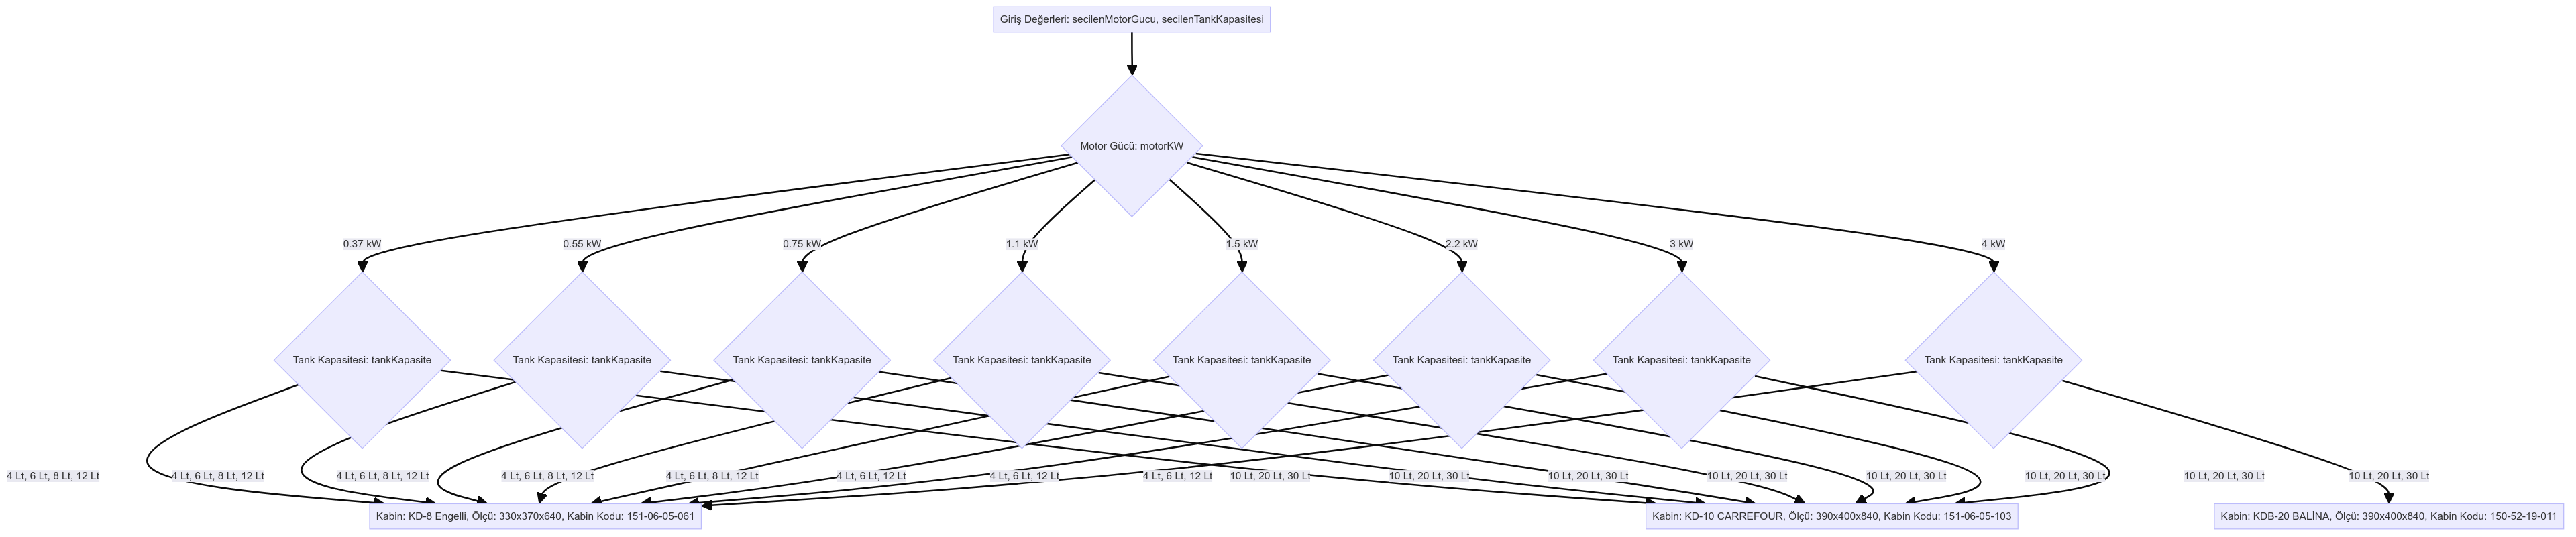 Giriş Değerleri: secilenMotorGucu, secilenTankKapasitesi
Motor Gücü: motorKW
0.37 kW
0.55 kW
0.75 kW
1.1 kW
1.5 kW
2.2 kW
3 kW
4 kW
Tank Kapasitesi: tankKapasite
Tank Kapasitesi: tankKapasite
Tank Kapasitesi: tankKapasite
Tank Kapasitesi: tankKapasite
Tank Kapasitesi: tankKapasite
Tank Kapasitesi: tankKapasite
Tank Kapasitesi: tankKapasite
Tank Kapasitesi: tankKapasite
4 Lt, 6 Lt, 8 Lt, 12 Lt
4 Lt, 6 Lt, 8 Lt, 12 Lt
4 Lt, 6 Lt, 8 Lt, 12 Lt
4 Lt, 6 Lt, 8 Lt, 12 Lt
4 Lt, 6 Lt, 8 Lt, 12 Lt
4 Lt, 6 Lt, 12 Lt
4 Lt, 6 Lt, 12 Lt
4 Lt, 6 Lt, 12 Lt
10 Lt, 20 Lt, 30 Lt
10 Lt, 20 Lt, 30 Lt
10 Lt, 20 Lt, 30 Lt
10 Lt, 20 Lt, 30 Lt
10 Lt, 20 Lt, 30 Lt
10 Lt, 20 Lt, 30 Lt
10 Lt, 20 Lt, 30 Lt
10 Lt, 20 Lt, 30 Lt
Kabin: KD-8 Engelli, Ölçü: 330x370x640, Kabin Kodu: 151-06-05-061
Kabin: KD-10 CARREFOUR, Ölçü: 390x400x840, Kabin Kodu: 151-06-05-103
Kabin: KDB-20 BALİNA, Ölçü: 390x400x840, Kabin Kodu: 150-52-19-011